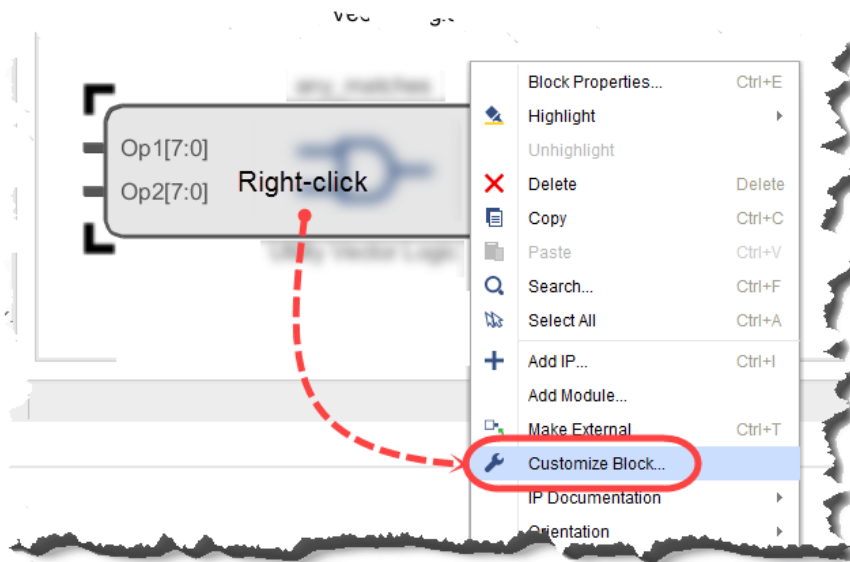 Op1[7:0]
Op2[7:0]
Right-click
Block Properties... Ctrl+E
Highlight
Unhighlight
Delete Delete
Copy Ctrl+C
Paste Ctrl+V
Search... Ctrl+F
Select All Ctrl+A
Add IP... Ctrl+I
Add Module...
Make External Ctrl+T
Customize Block...
IP Documentation
Orientation